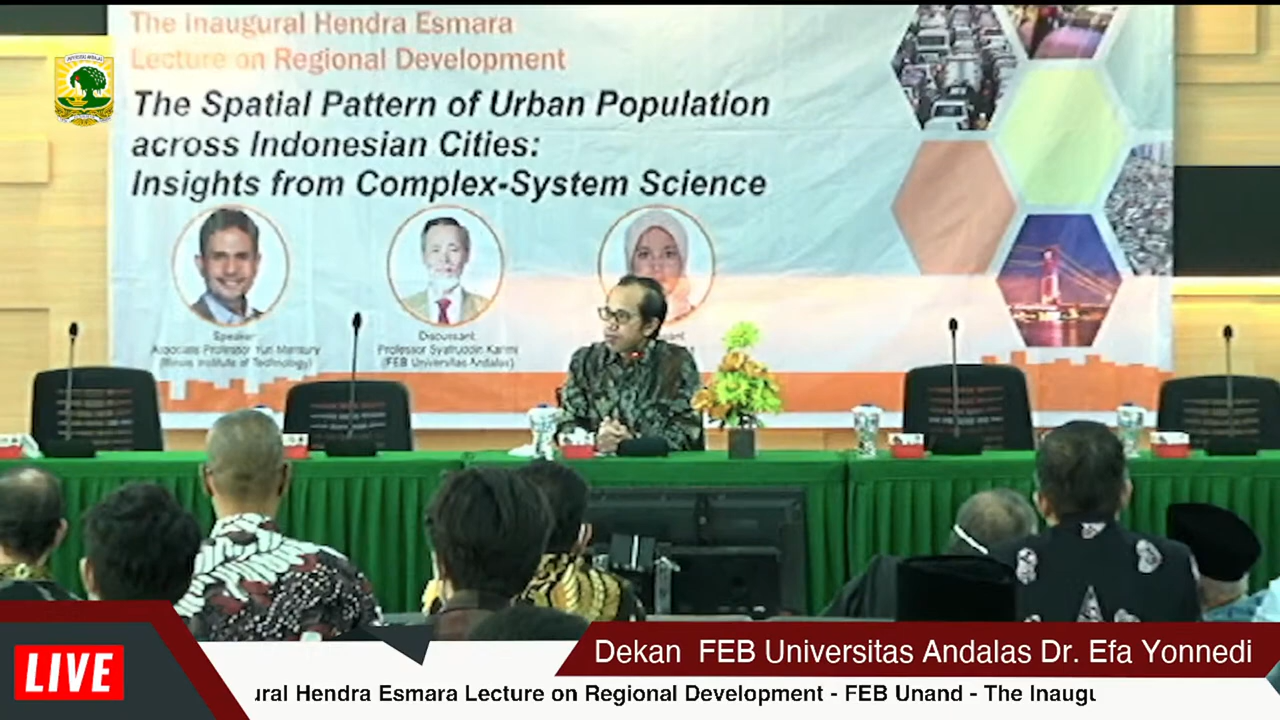 The Inaugural Hendra Esmara
Lecture on Regional Development
The Spatial Pattern of Urban Population
across Indonesian Cities:
Insights from Complex-System Science
Speaker
Associate Professor Yuri Mansury
(Illinois Institute of Technology)
Discussant
Professor Syafruddin Karimi
(FEB Universitas Andalas)
LIVE
Dekan FEB Universitas Andalas Dr. Efa Yonnedi
ural Hendra Esmara Lecture on Regional Development - FEB Unand - The Inaugu